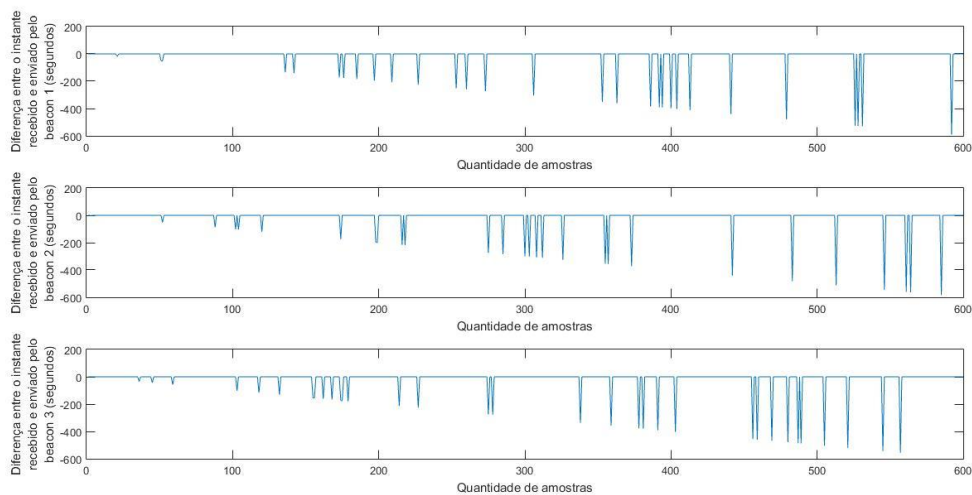 Diferença entre o instante
recebido e enviado pelo
beacon 1 (segundos)
200
0
-200
-400
-600
0 100 200 300 400 500 600
Quantidade de amostras
Diferença entre o instante
recebido e enviado pelo
beacon 2 (segundos)
200
0
-200
-400
-600
0 100 200 300 400 500 600
Quantidade de amostras
Diferença entre o instante
recebido e enviado pelo
beacon 3 (segundos)
200
0
-200
-400
-600
0 100 200 300 400 500 600
Quantidade de amostras